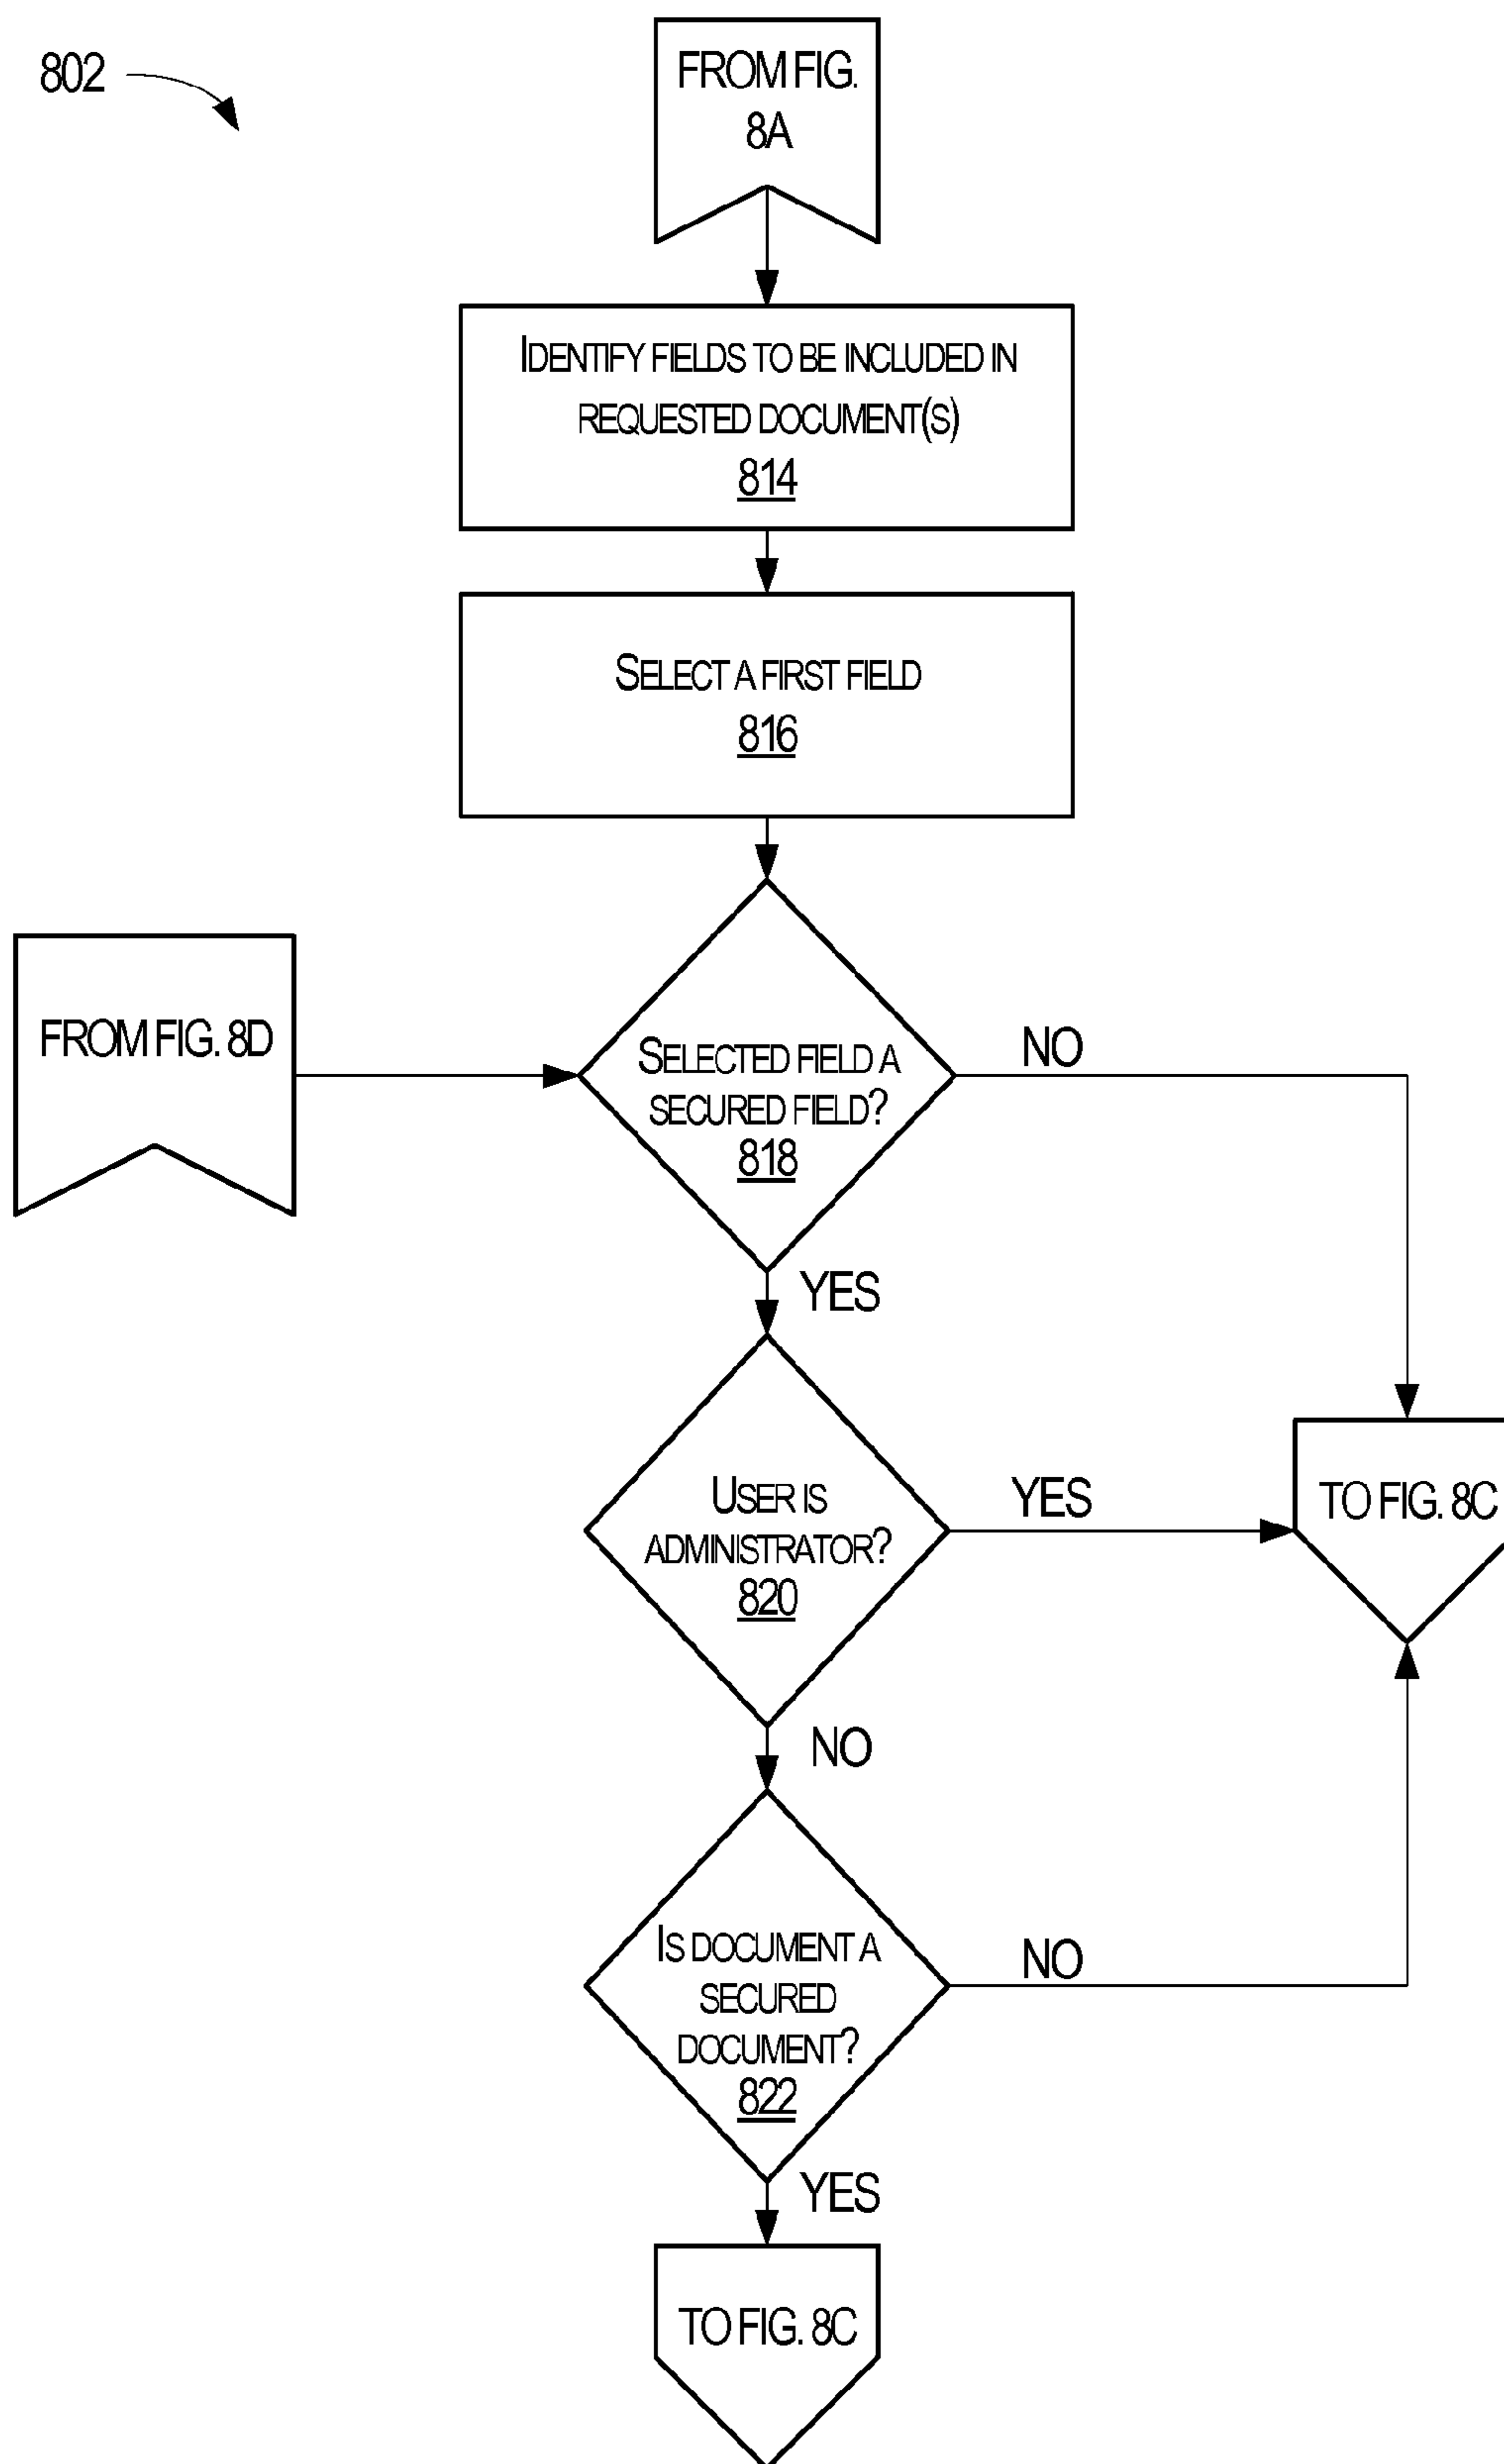 802
FROM FIG.
8A
IDENTIFY FIELDS TO BE INCLUDED IN
REQUESTED DOCUMENT(S)
814
SELECT A FIRST FIELD
816
FROM FIG. 8D
SELECTED FIELD A
SECURED FIELD?
818
NO
YES
USER IS
ADMINISTRATOR?
820
YES
TO FIG. 8C
NO
IS DOCUMENT A
SECURED
DOCUMENT?
822
NO
YES
TO FIG. 8C